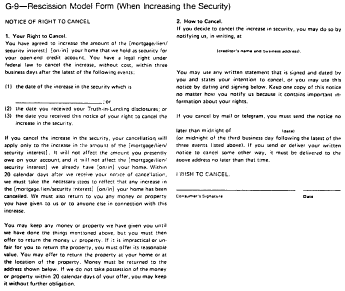 G-9—Rescission Model Form (When Increasing the Security)
NOTICE OF RIGHT TO CANCEL
1. Your Right to Cancel.
You have agreed to increase the amount of the [mortgage/lien/
security interest] [on/in] your home that we hold as security for
your open-end credit account. You have a legal right under
federal law to cancel the increase, without cost, within three
business days after the latest of the following events:
(1) the date of the increase in the security which is
; or
(2) the date you received your Truth-in-Lending disclosures; or
(3) the date you received this notice of your right to cancel the
increase in the security.
If you cancel the increase in the security, your cancellation will
apply only to the increase in the amount of the [mortgage/lien/
security interest]. It will not affect the amount you presently
owe on your account, and it will not affect the [mortgage/lien/
security interest] we already have [on/in] your home. Within
20 calendar days after we receive your notice of cancellation,
we must take the necessary steps to reflect that any increase in
the [mortgage/lien/security interest] [on/in] your home has been
cancelled. We must also return to you any money or property
you have given to us or to anyone else in connection with this
increase.
You may keep any money or property we have given you until
we have done the things mentioned above, but you must then
offer to return the money or property. If it is impractical or un-
fair for you to return the property, you must offer its reasonable
value. You may offer to return the property at your home or at
the location of the property. Money must be returned to the
address shown below. If we do not take possession of the money
or property within 20 calendar days of your offer, you may keep
it without further obligation.
2. How to Cancel.
If you decide to cancel the increase in security, you may do so by
notifying us, in writing, at
(creditor's name and business address).
You may use any written statement that is signed and dated by
you and states your intention to cancel, or you may use this
notice by dating and signing below. Keep one copy of this notice
no matter how you notify us because it contains important in-
formation about your rights.
If you cancel by mail or telegram, you must send the notice no
later than midnight of (date)
(or midnight of the third business day following the latest of the
three events listed above). If you send or deliver your written
notice to cancel some other way, it must be delivered to the
above address no later than that time.
I WISH TO CANCEL.
Consumer's Signature Date